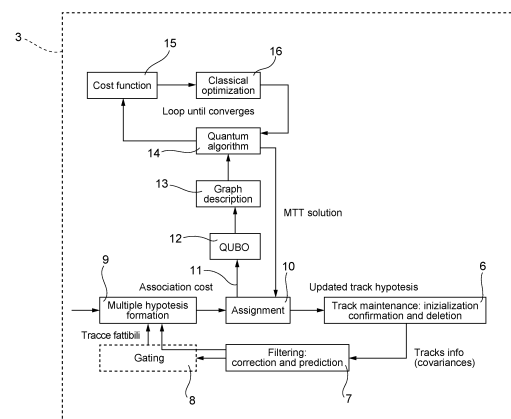 3
15
16
Cost function
Classical
optimization
Loop until converges
Quantum
algorithm
14
13
Graph
description
MTT solution
12
QUBO
9
11
10
6
Association cost
Updated track hypotesis
Multiple hypotesis
formation
Assignment
Track maintenance: inizialization
confirmation and deletion
Tracce fattibili
Gating
Filtering:
correction and prediction
Tracks info
(covariances)
8
7